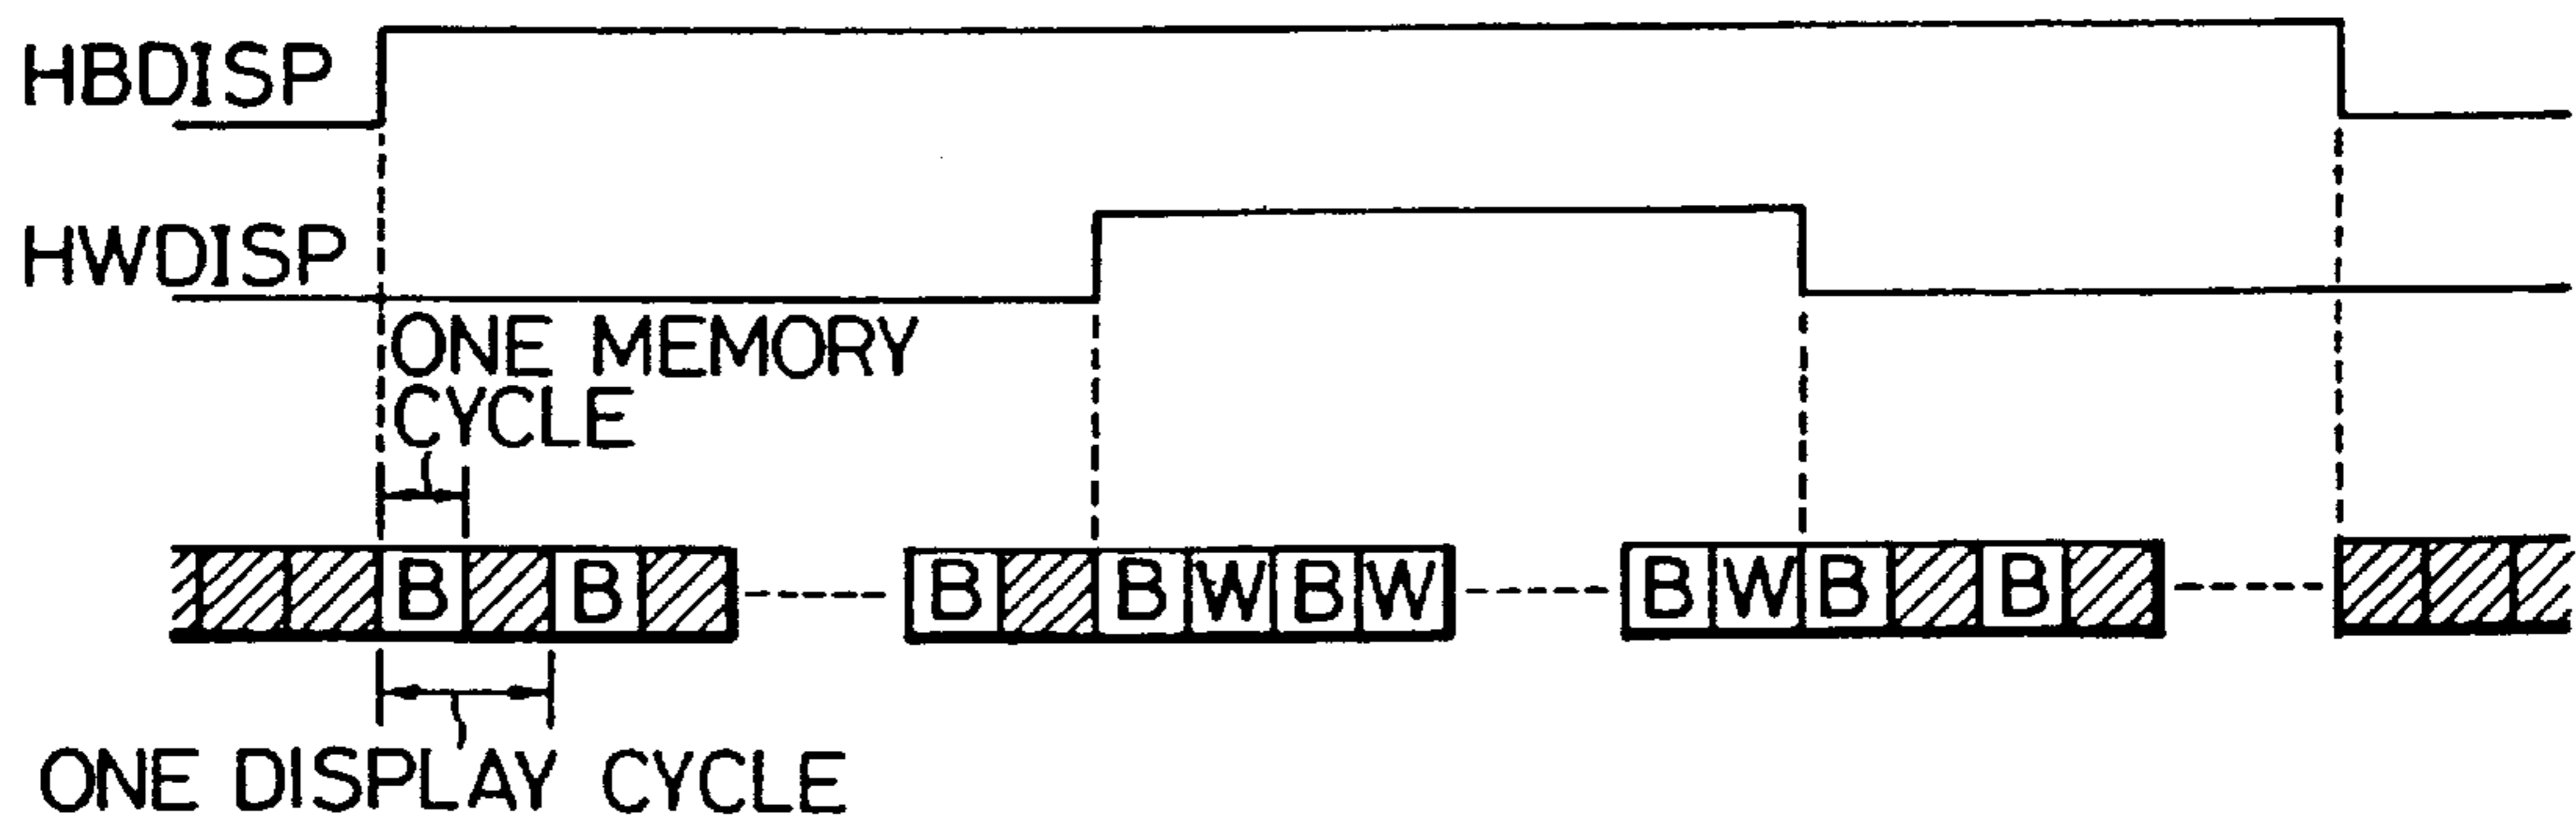 HBDISP
HWDISP
ONE MEMORY
CYCLE
B B B B W B W B W B B
ONE DISPLAY CYCLE